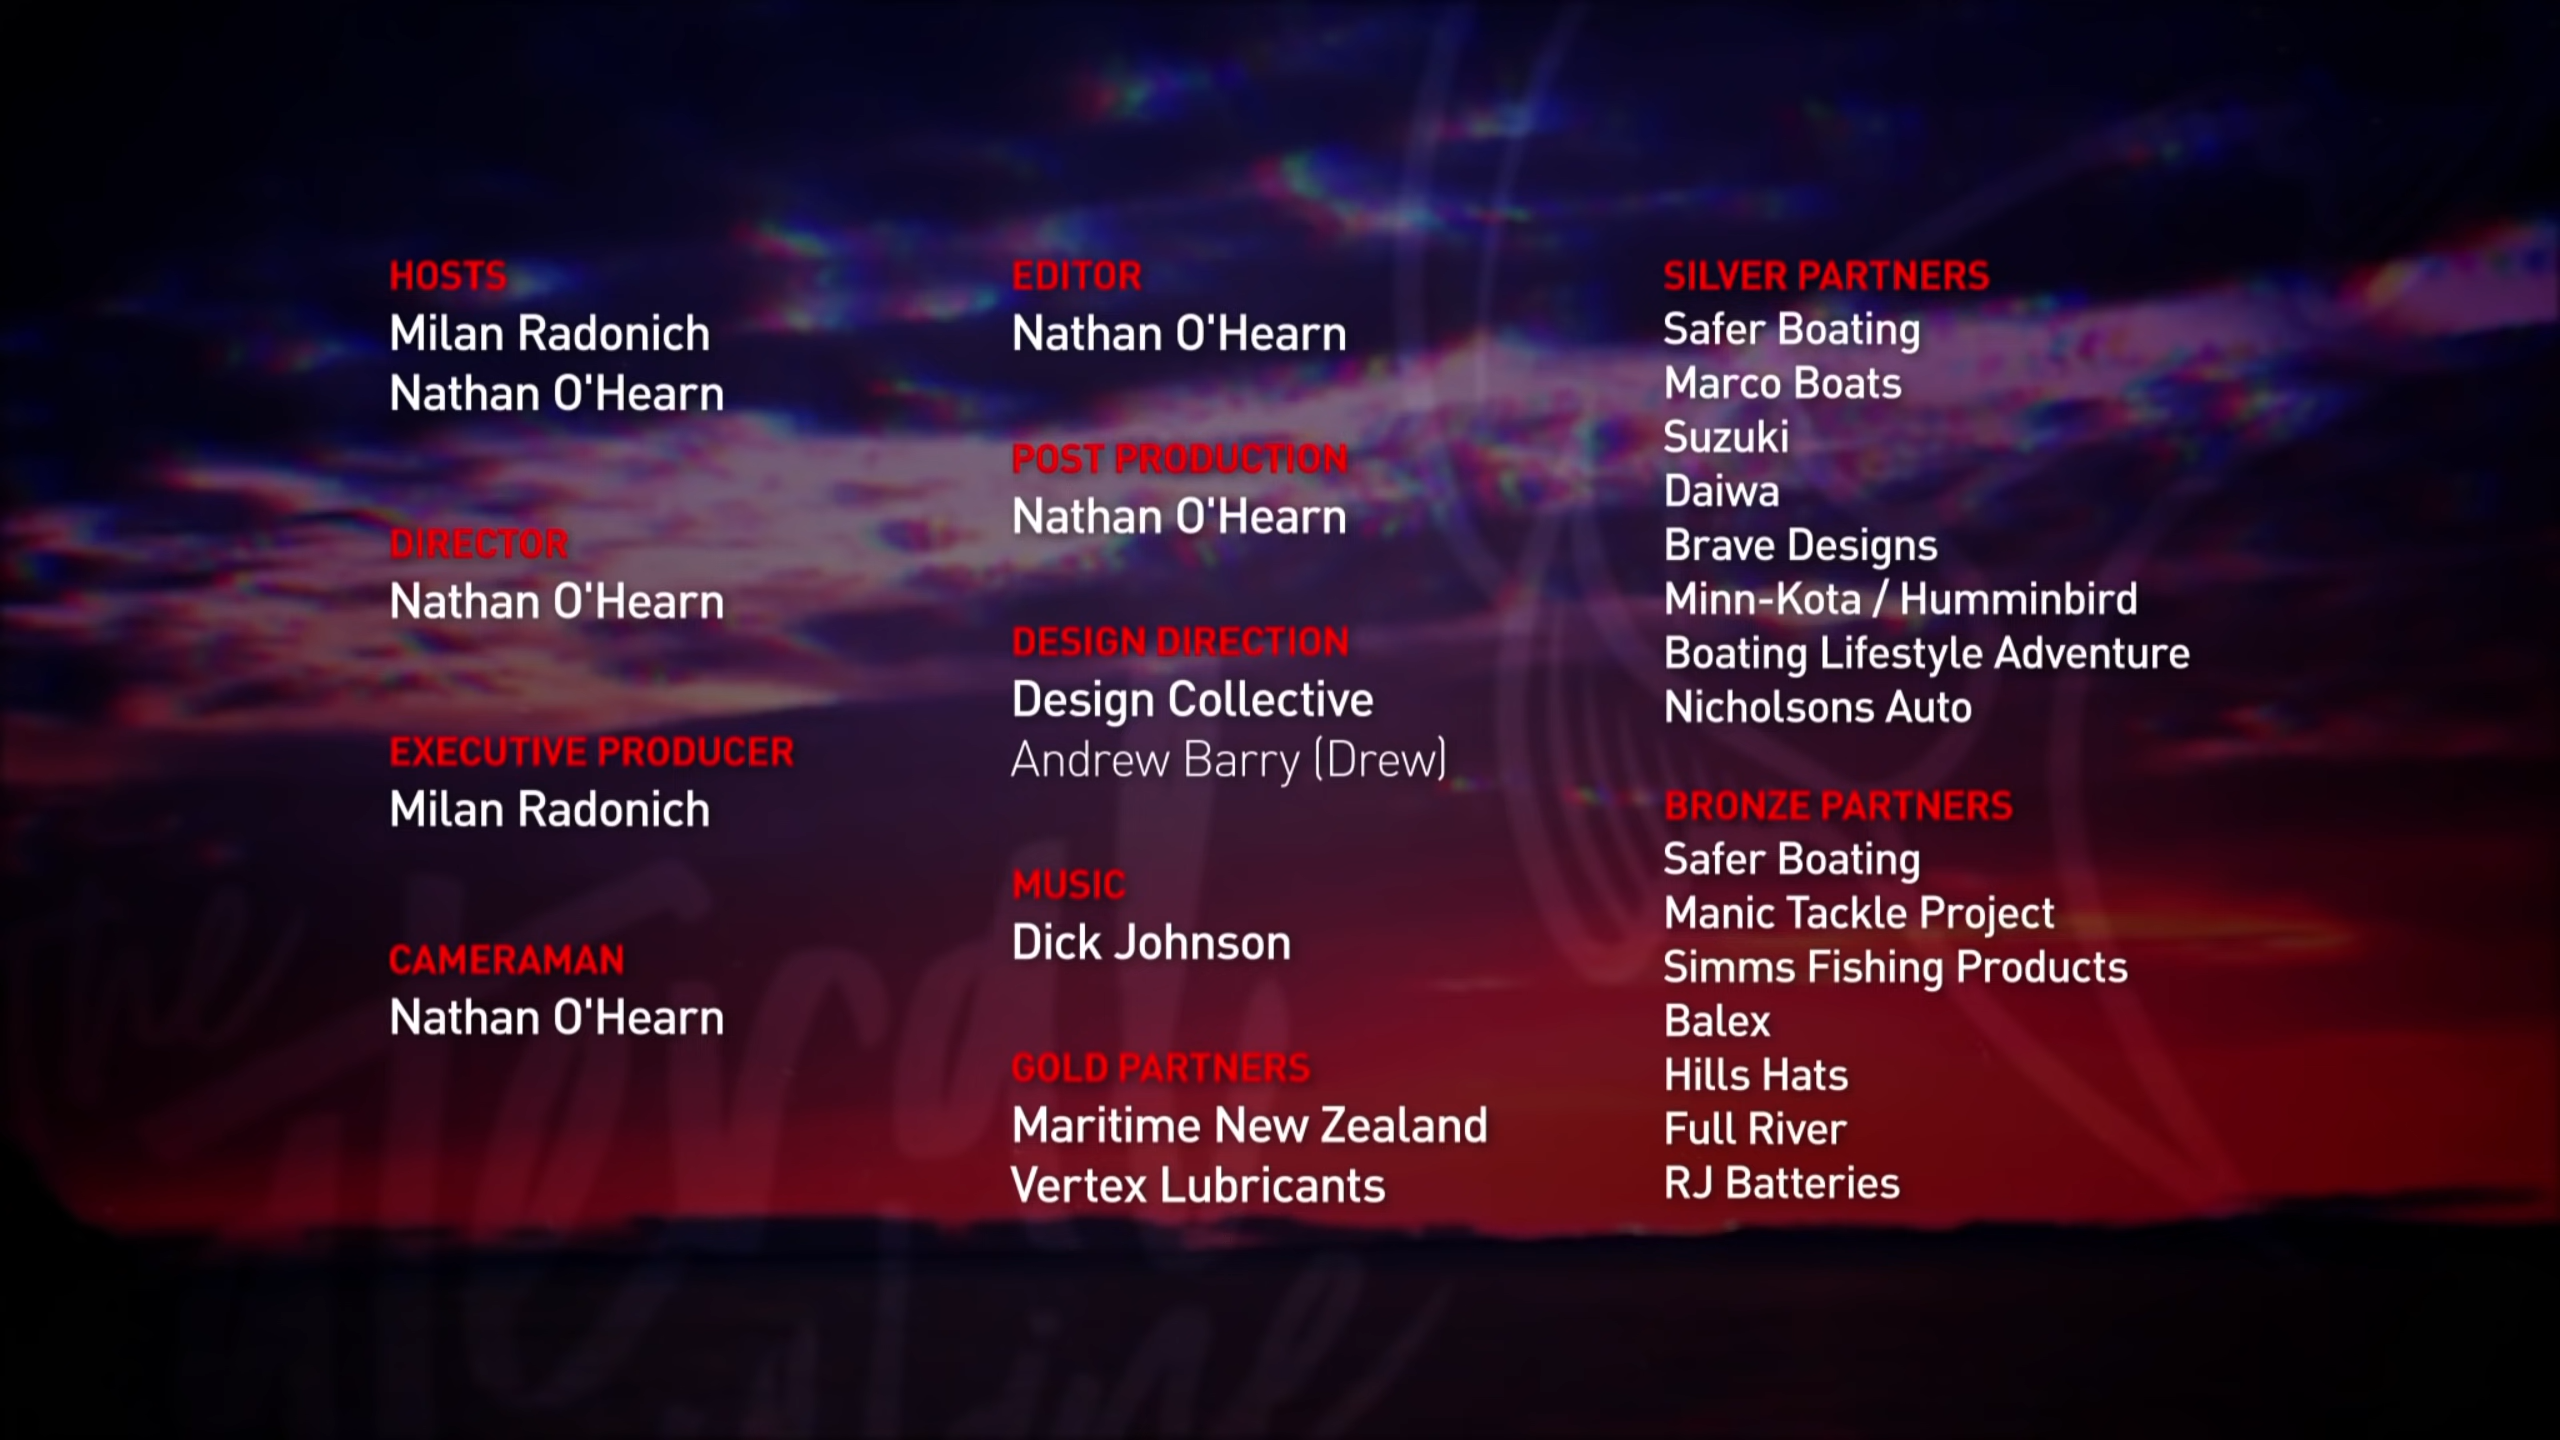 HOSTS
Milan Radonich
Nathan O'Hearn
DIRECTOR
Nathan O'Hearn
EXECUTIVE PRODUCER
Milan Radonich
CAMERAMAN
Nathan O'Hearn
EDITOR
Nathan O'Hearn
POST PRODUCTION
Nathan O'Hearn
DESIGN DIRECTION
Design Collective
Andrew Barry (Drew)
MUSIC
Dick Johnson
GOLD PARTNERS
Maritime New Zealand
Vertex Lubricants
SILVER PARTNERS
Safer Boating
Marco Boats
Suzuki
Daiwa
Brave Designs
Minn-Kota / Humminbird
Boating Lifestyle Adventure
Nicholsons Auto
BRONZE PARTNERS
Safer Boating
Manic Tackle Project
Simms Fishing Products
Balex
Hills Hats
Full River
RJ Batteries
the
Line